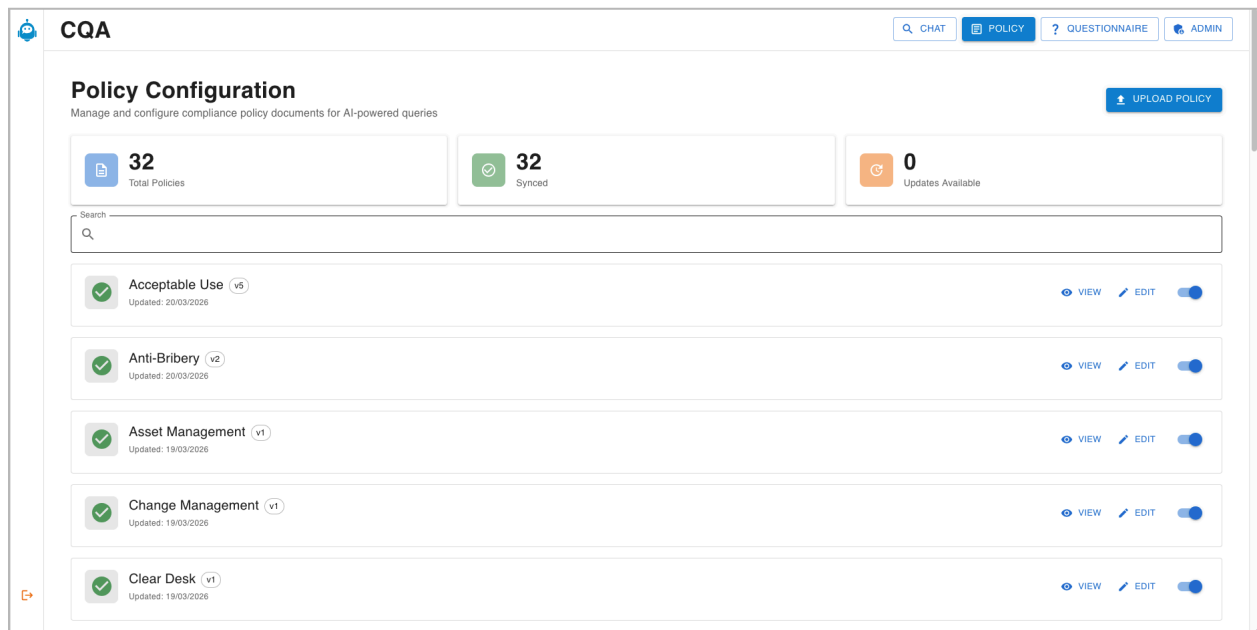 CQA
CHAT
POLICY
QUESTIONNAIRE
ADMIN
Policy Configuration
Manage and configure compliance policy documents for AI-powered queries
UPLOAD POLICY
32
Total Policies
32
Synced
0
Updates Available
Search
Acceptable Use v5
Updated: 20/03/2026
VIEW EDIT
Anti-Bribery v2
Updated: 20/03/2026
VIEW EDIT
Asset Management v1
Updated: 19/03/2026
VIEW EDIT
Change Management v1
Updated: 19/03/2026
VIEW EDIT
Clear Desk v1
Updated: 19/03/2026
VIEW EDIT